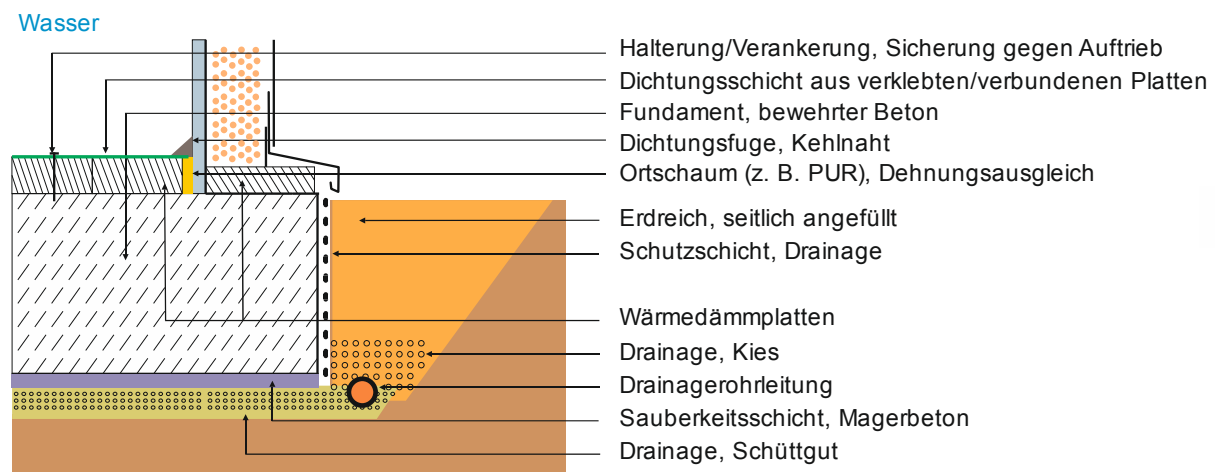 Wasser
Halterung/Verankerung, Sicherung gegen Auftrieb
Dichtungsschicht aus verklebten/verbundenen Platten
Fundament, bewehrter Beton
Dichtungsfuge, Kehlnaht
Ortschaum (z. B. PUR), Dehnungsausgleich
Erdreich, seitlich angefüllt
Schutzschicht, Drainage
Wärmedämmplatten
Drainage, Kies
Drainagerohrleitung
Sauberkeitsschicht, Magerbeton
Drainage, Schüttgut